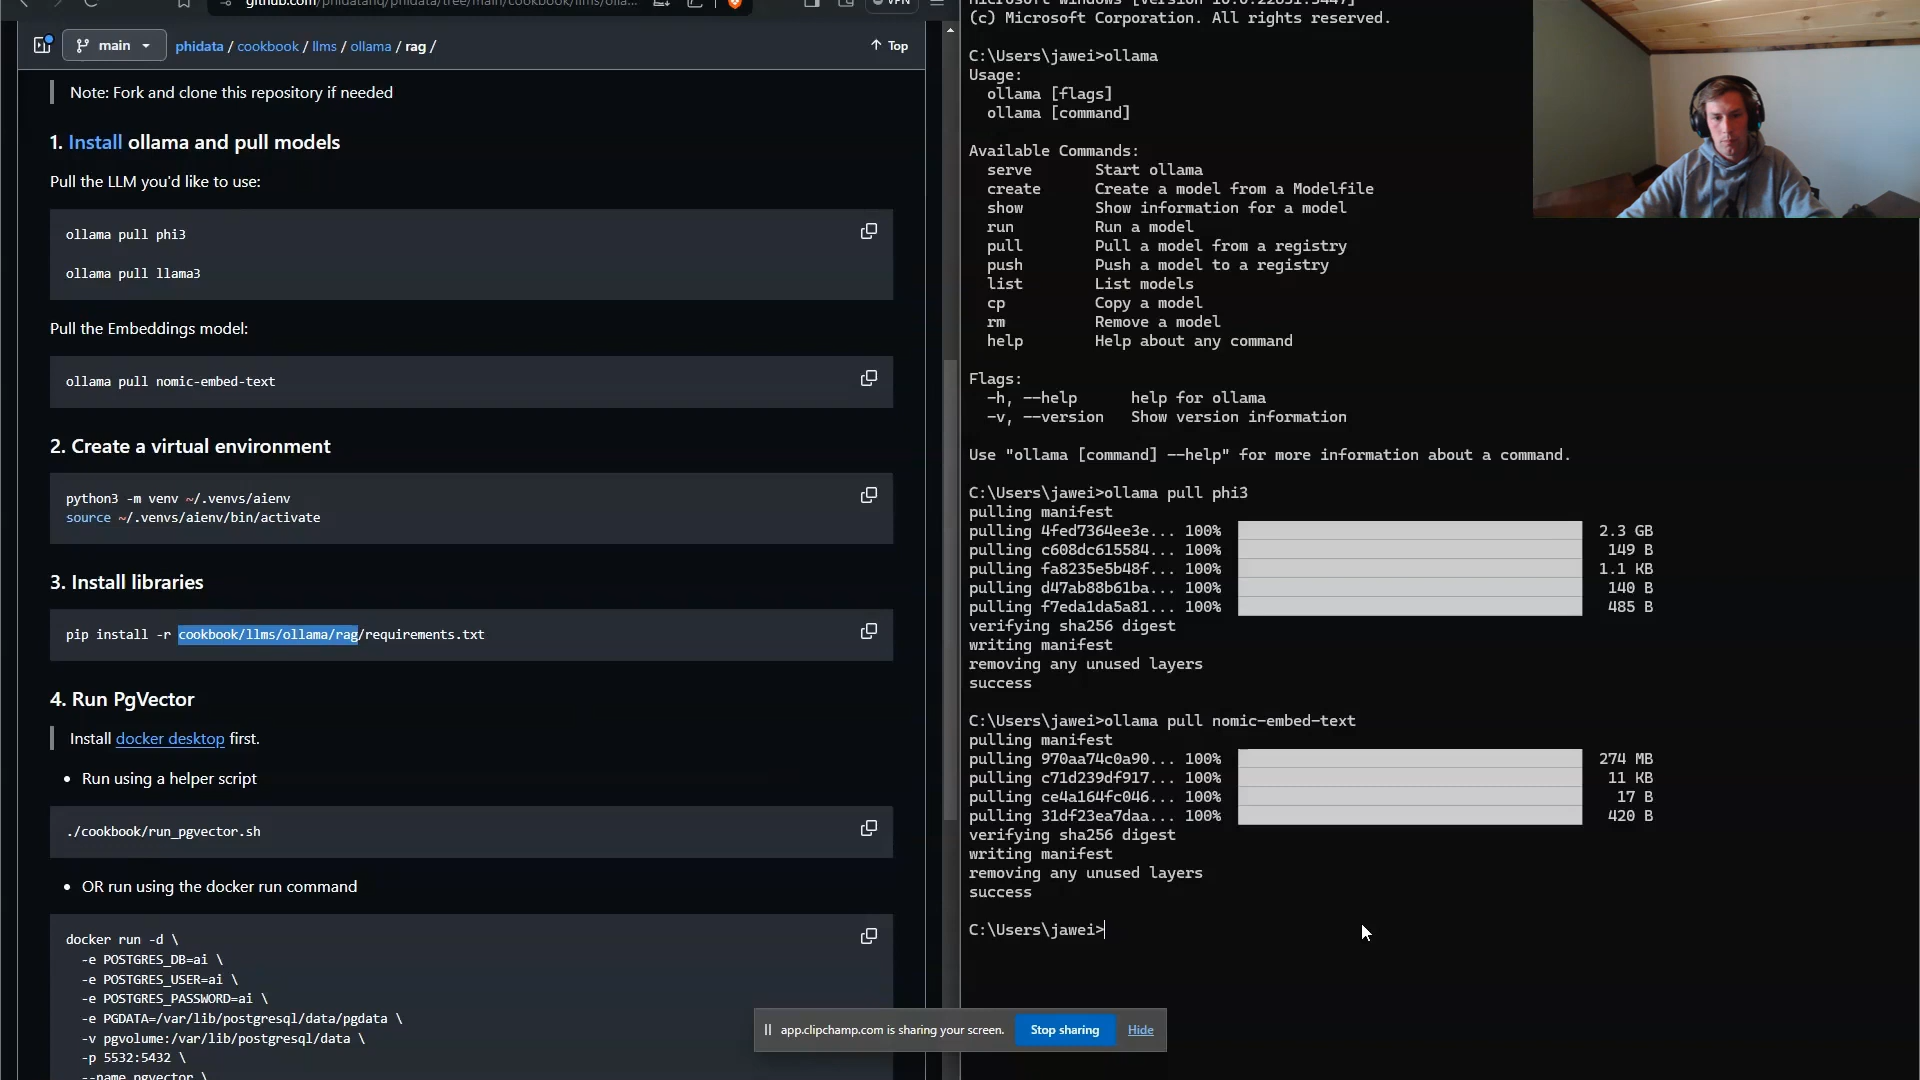 github.com/phidatahq/phidata/tree/main/cookbook/llms/olla...
VPN
main
phidata / cookbook / llms / ollama / rag /
Top
Note: Fork and clone this repository if needed
1. Install ollama and pull models
Pull the LLM you'd like to use:
ollama pull phi3
ollama pull llama3
Pull the Embeddings model:
ollama pull nomic-embed-text
2. Create a virtual environment
python3 -m venv ~/.venvs/aienv
source ~/.venvs/aienv/bin/activate
3. Install libraries
pip install -r cookbook/llms/ollama/rag/requirements.txt
4. Run PgVector
Install docker desktop first.
• Run using a helper script
./cookbook/run_pgvector.sh
• OR run using the docker run command
docker run -d \
-e POSTGRES_DB=ai \
-e POSTGRES_USER=ai \
-e POSTGRES_PASSWORD=ai \
-e PGDATA=/var/lib/postgresql/data/pgdata \
-v pgvolume:/var/lib/postgresql/data \
-p 5532:5432 \
--name pgvector \
(c) Microsoft Corporation. All rights reserved.
C:\Users\jawei>ollama
Usage:
ollama [flags]
ollama [command]
Available Commands:
serve Start ollama
create Create a model from a Modelfile
show Show information for a model
run Run a model
pull Pull a model from a registry
push Push a model to a registry
list List models
cp Copy a model
rm Remove a model
help Help about any command
Flags:
-h, --help help for ollama
-v, --version Show version information
Use "ollama [command] --help" for more information about a command.
C:\Users\jawei>ollama pull phi3
pulling manifest
pulling 4fed7364ee3e... 100% 2.3 GB
pulling c608dc615584... 100% 149 B
pulling fa8235e5b48f... 100% 1.1 KB
pulling d47ab88b61ba... 100% 140 B
pulling f7eda1da5a81... 100% 485 B
verifying sha256 digest
writing manifest
removing any unused layers
success
C:\Users\jawei>ollama pull nomic-embed-text
pulling manifest
pulling 970aa74c0a90... 100% 274 MB
pulling c71d239df917... 100% 11 KB
pulling ce4a164fc046... 100% 17 B
pulling 31df23ea7daa... 100% 420 B
verifying sha256 digest
writing manifest
removing any unused layers
success
C:\Users\jawei>
app.clipchamp.com is sharing your screen.
Stop sharing
Hide